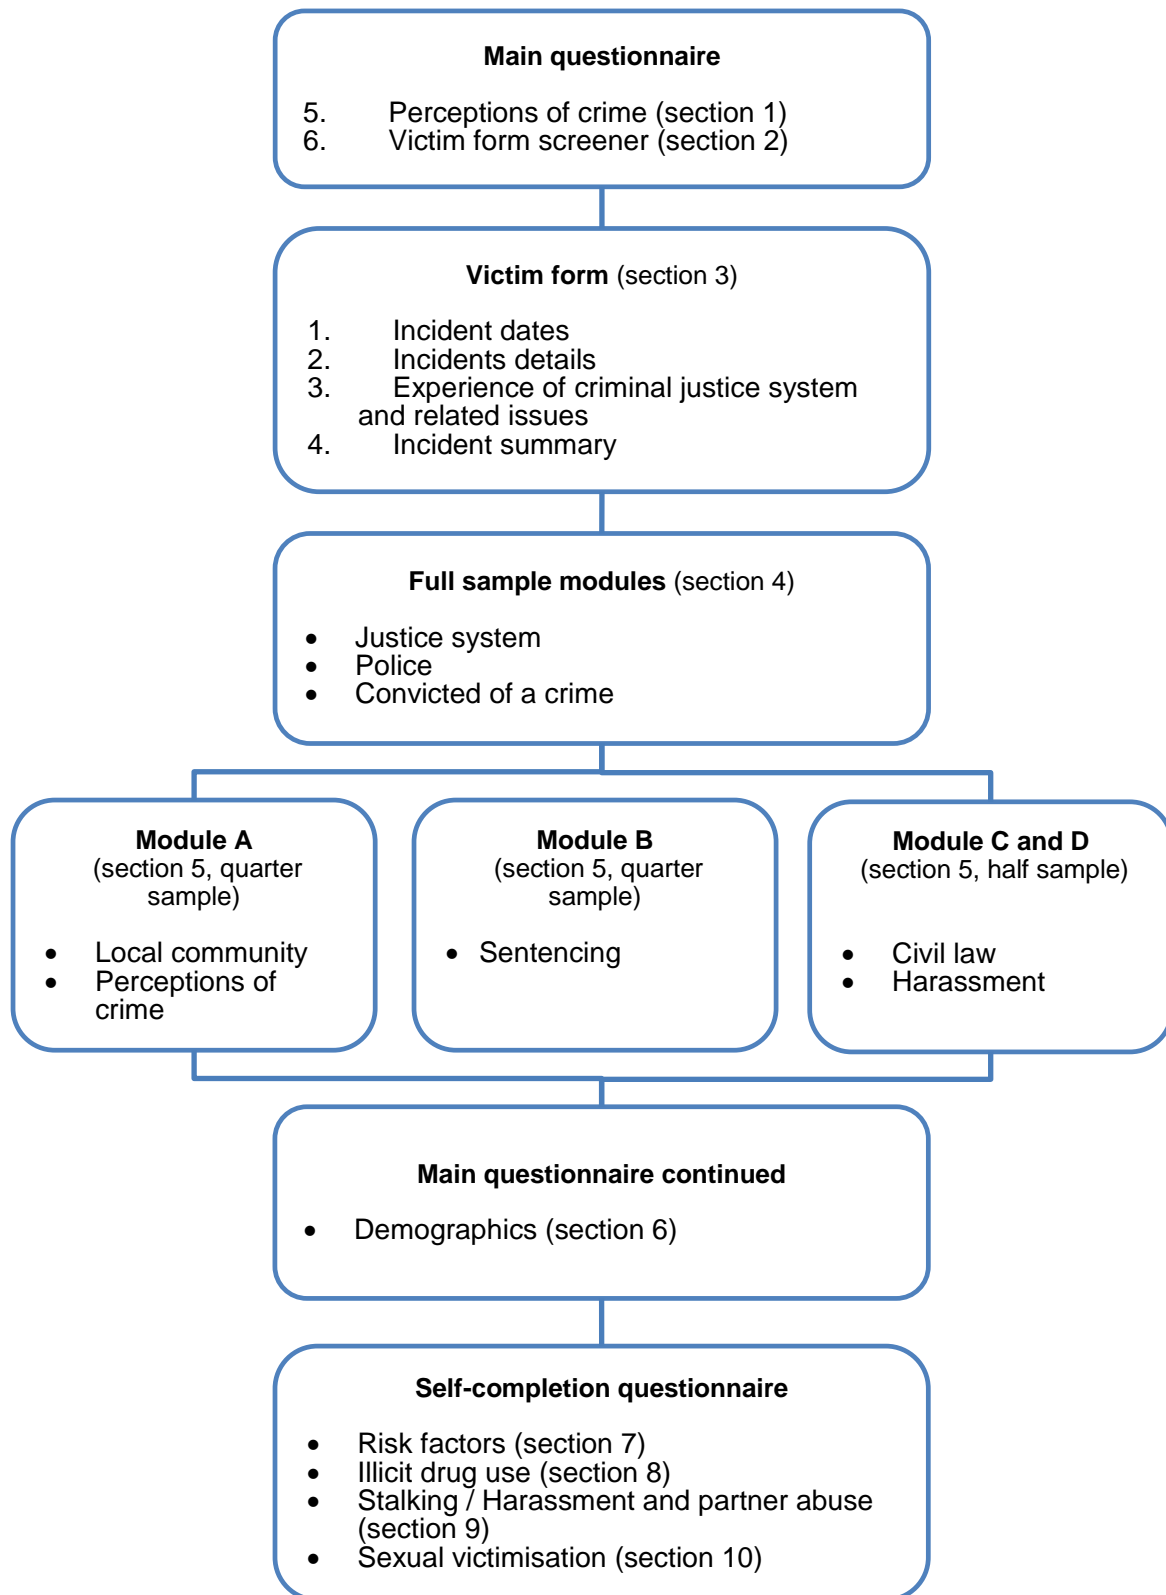 Main questionnaire
5. Perceptions of crime (section 1)
6. Victim form screener (section 2)
Victim form (section 3)
1. Incident dates
2. Incidents details
3. Experience of criminal justice system
and related issues
4. Incident summary
Full sample modules (section 4)
• Justice system
• Police
• Convicted of a crime
Module A
(section 5, quarter
sample)
• Local community
• Perceptions of
crime
Module B
(section 5, quarter
sample)
• Sentencing
Module C and D
(section 5, half sample)
• Civil law
• Harassment
Main questionnaire continued
• Demographics (section 6)
Self-completion questionnaire
• Risk factors (section 7)
• Illicit drug use (section 8)
• Stalking / Harassment and partner abuse
(section 9)
• Sexual victimisation (section 10)